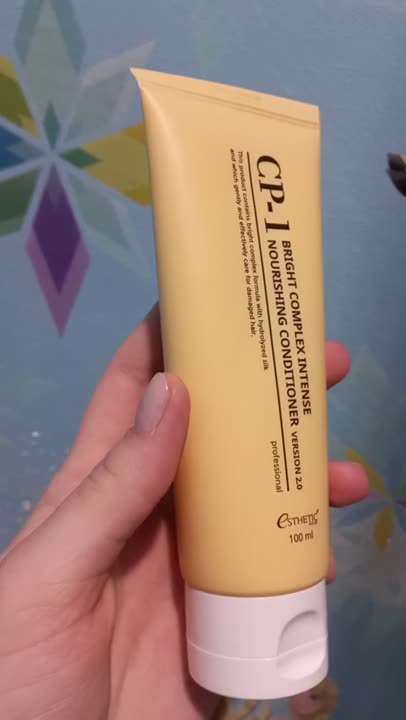 CP-1
BRIGHT COMPLEX INTENSE
NOURISHING CONDITIONER VERSION 2.0
This product contains bright complex formula with hydrolyzed silk
and which gently and effectively care for damaged hair.
professional
eSTHETIC
100 ml